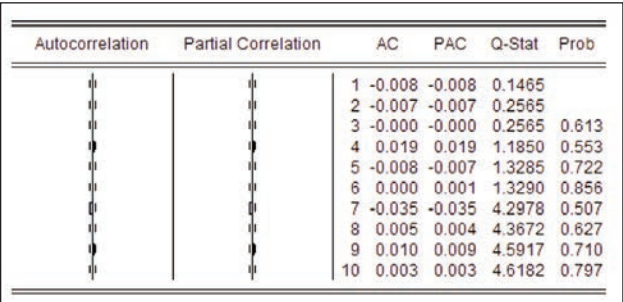 Autocorrelation Partial Correlation AC PAC Q-Stat Prob
1 -0.008 -0.008 0.1465
2 -0.007 -0.007 0.2565
3 -0.000 -0.000 0.2565 0.613
4 0.019 0.019 1.1850 0.553
5 -0.008 -0.007 1.3285 0.722
6 0.000 0.001 1.3290 0.856
7 -0.035 -0.035 4.2978 0.507
8 0.005 0.004 4.3672 0.627
9 0.010 0.009 4.5917 0.710
10 0.003 0.003 4.6182 0.797